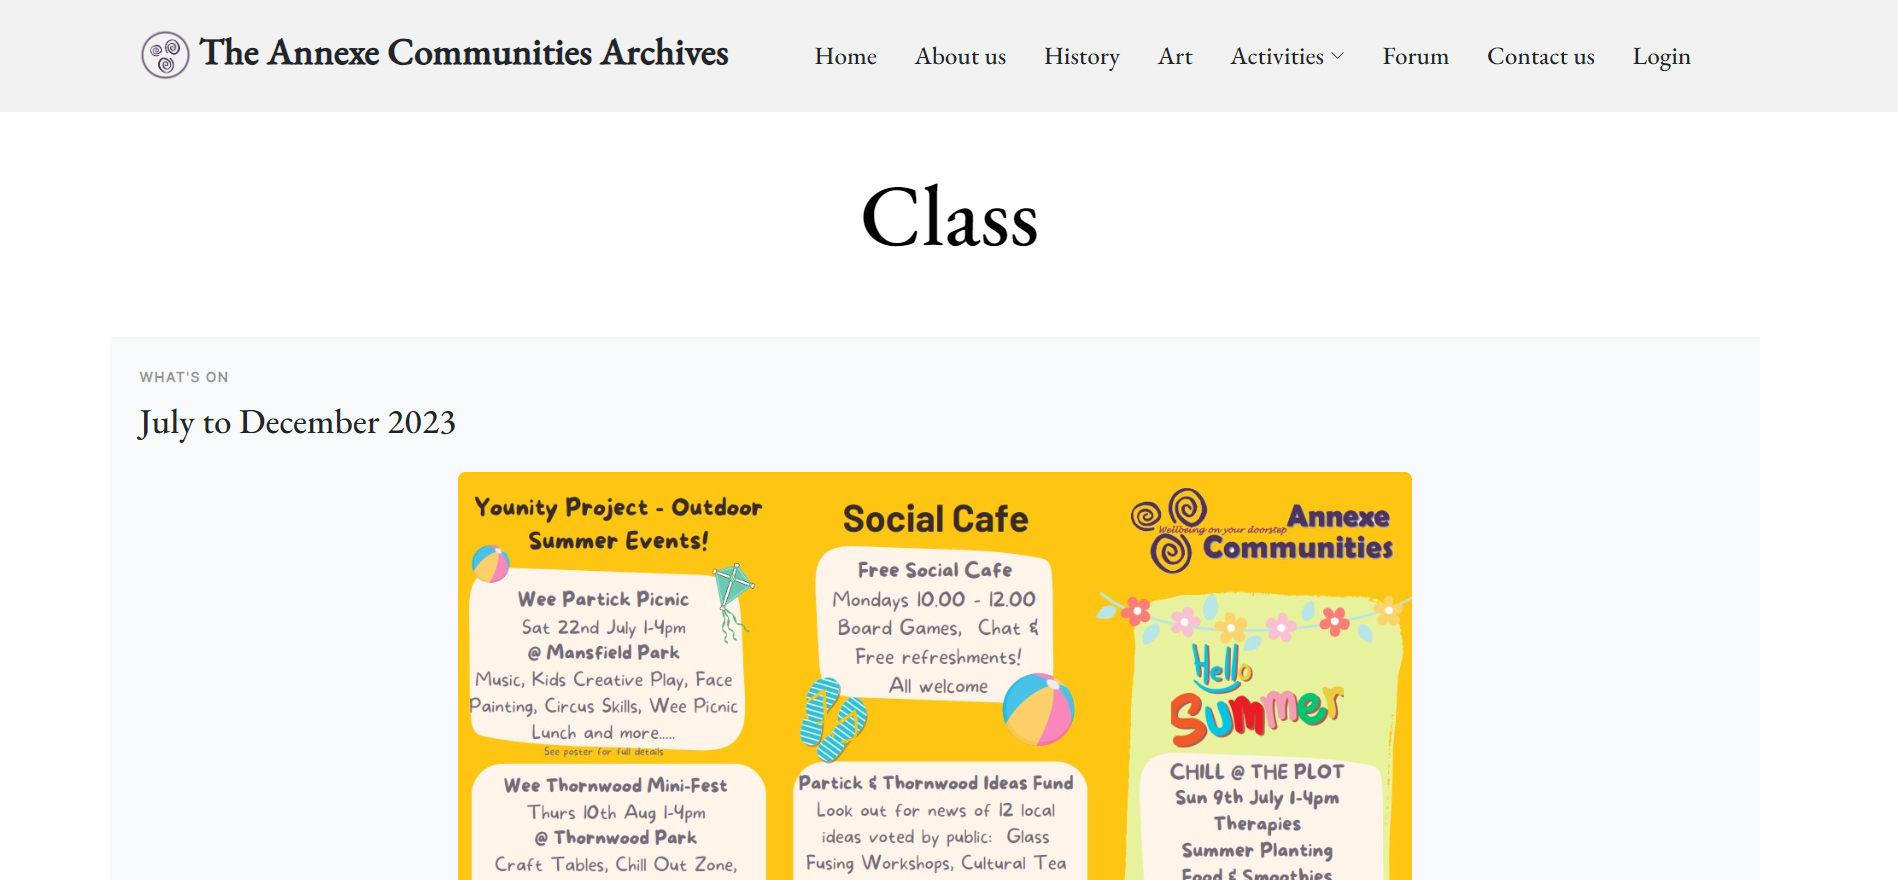 The Annexe Communities Archives
Home About us History Art Activities Forum Contact us Login
Class
WHAT'S ON
July to December 2023
Younity Project - Outdoor
Summer Events!
Wee Partick Picnic
Sat 22nd July 1-4pm
@ Mansfield Park
Music, Kids Creative Play, Face
Painting, Circus Skills, Wee Picnic
Lunch and more.....
See poster for full details
Wee Thornwood Mini-Fest
Thurs 10th Aug 1-4pm
@ Thornwood Park
Craft Tables, Chill Out Zone,
Social Cafe
Free Social Cafe
Mondays 10.00 - 12.00
Board Games, Chat &
Free refreshments!
All welcome
Partick & Thornwood Ideas Fund
Look out for news of 12 local
ideas voted by public: Glass
Fusing Workshops, Cultural Tea
Annexe
Wellbeing on your doorstep
Communities
Hello
Summer
CHILL @ THE PLOT
Sun 9th July 1-4pm
Therapies
Summer Planting
Food & Smoothies